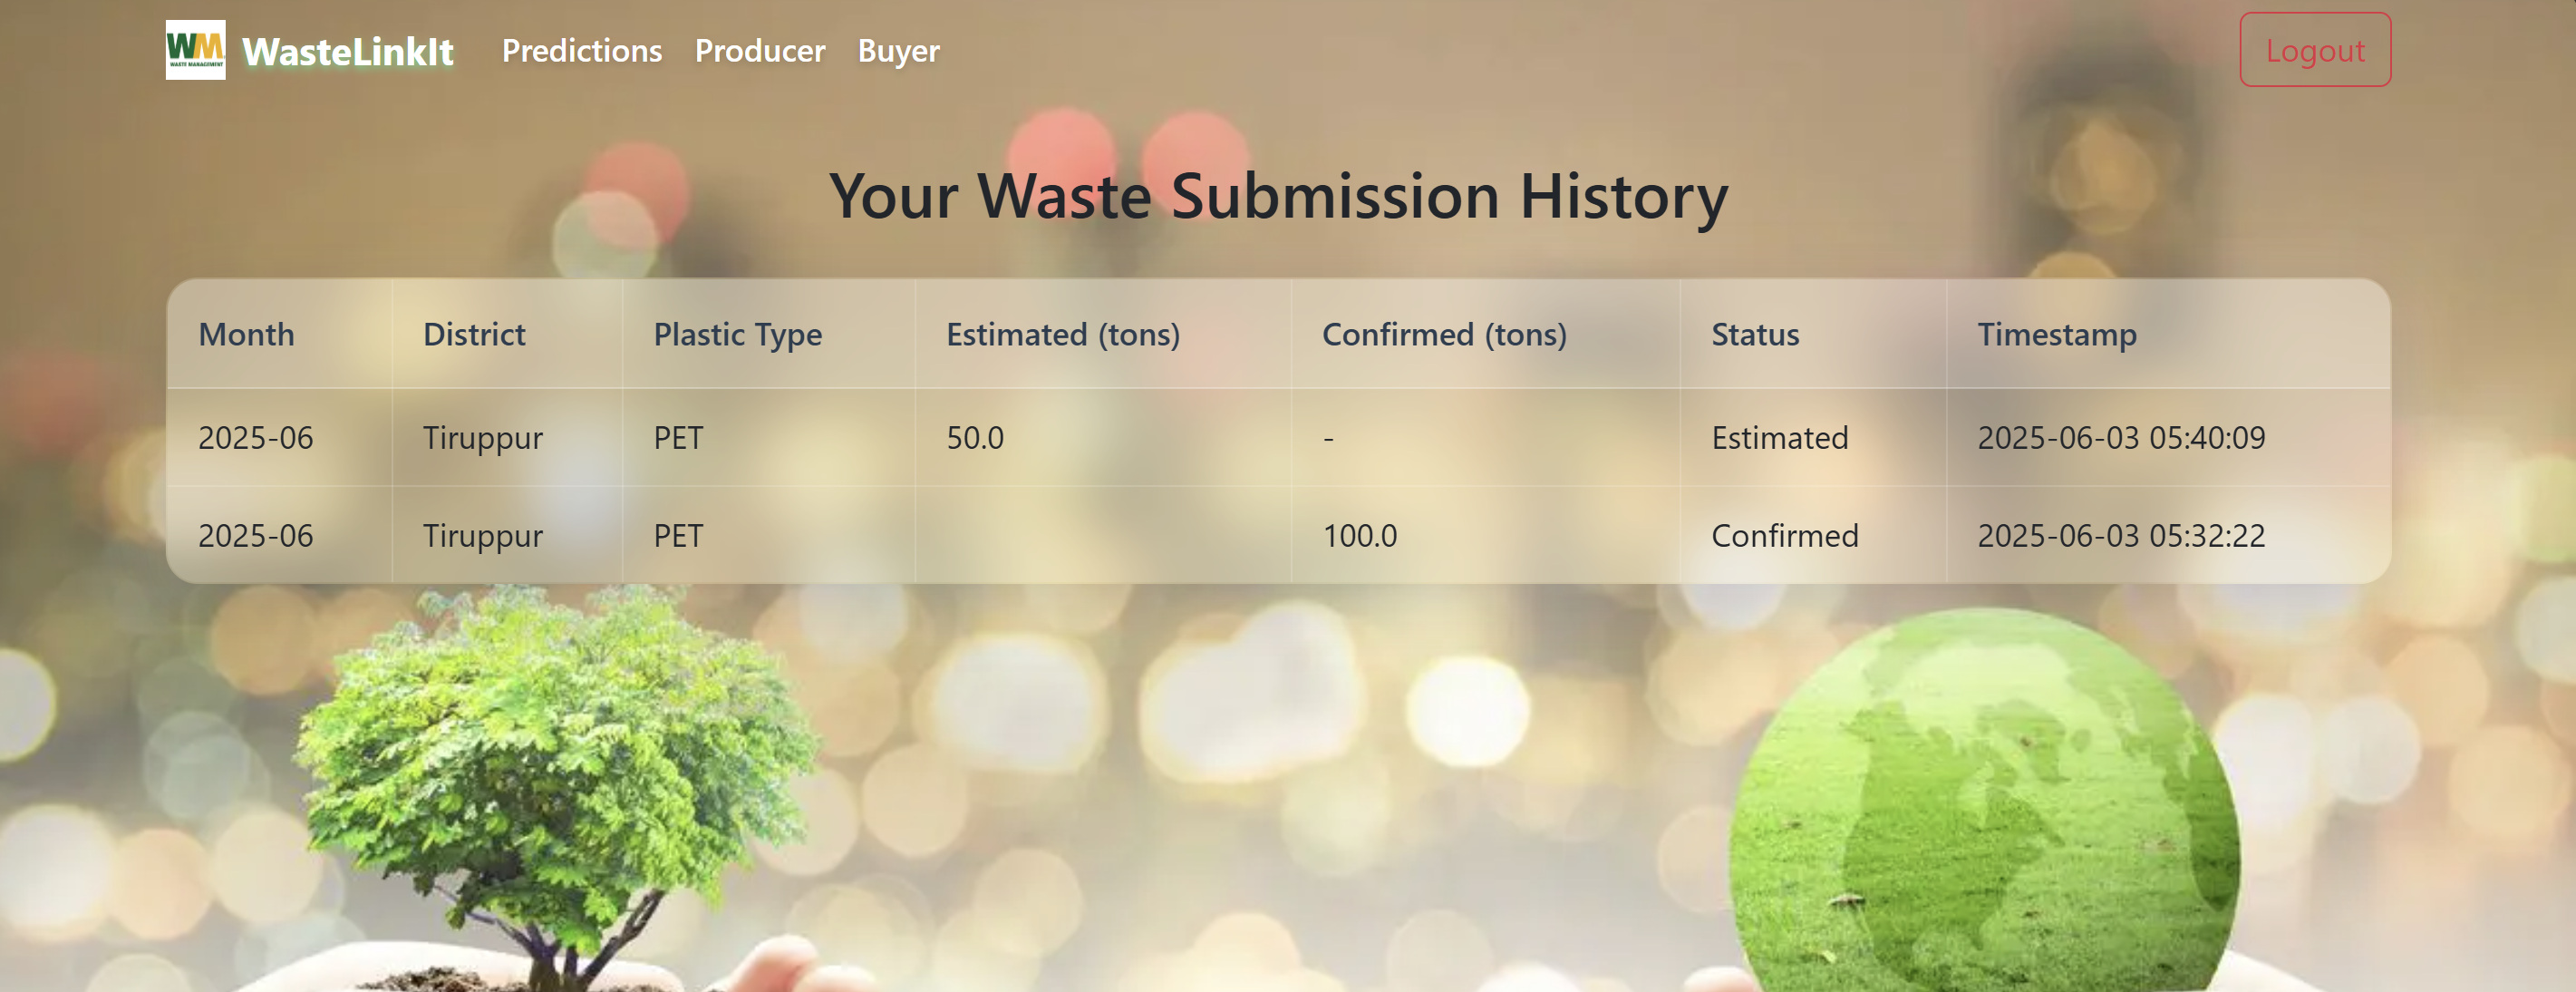 WM
WASTE MANAGEMENT
WasteLinkIt Predictions Producer Buyer Logout
Your Waste Submission History
Month District Plastic Type Estimated (tons) Confirmed (tons) Status Timestamp
2025-06 Tiruppur PET 50.0 - Estimated 2025-06-03 05:40:09
2025-06 Tiruppur PET 100.0 Confirmed 2025-06-03 05:32:22